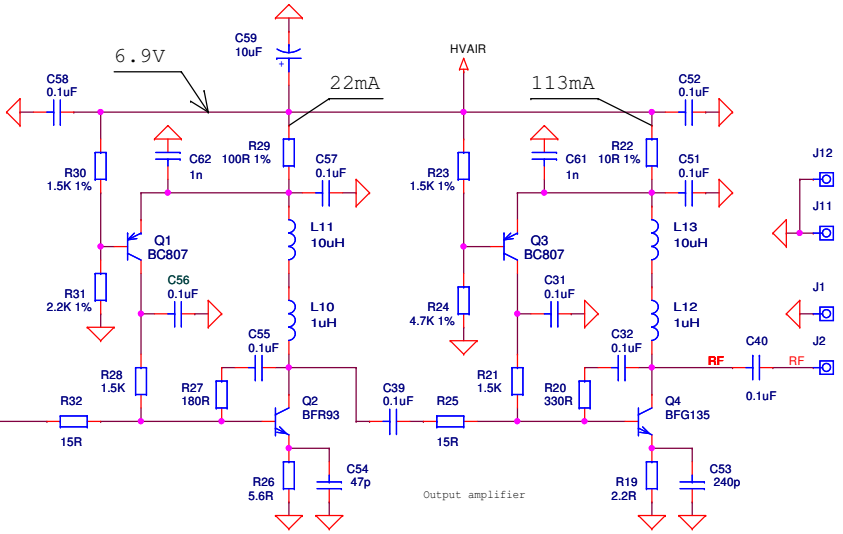 C59
10uF
+
HVAIR
6.9V
C58
0.1uF
22mA
113mA
C52
0.1uF
R30
1.5K 1%
C62
1n
R29
100R 1%
C57
0.1uF
R23
1.5K 1%
C61
1n
R22
10R 1%
C51
0.1uF
J12
J11
Q1
BC807
L11
10uH
Q3
BC807
L13
10uH
R31
2.2K 1%
C56
0.1uF
L10
1uH
R24
4.7K 1%
C31
0.1uF
L12
1uH
J1
C55
0.1uF
C32
0.1uF
C40
0.1uF
J2
RF
RF
R28
1.5K
R27
180R
R21
1.5K
R20
330R
R32
15R
Q2
BFR93
C39
0.1uF
R25
15R
Q4
BFG135
R26
5.6R
C54
47p
Output amplifier
R19
2.2R
C53
240p